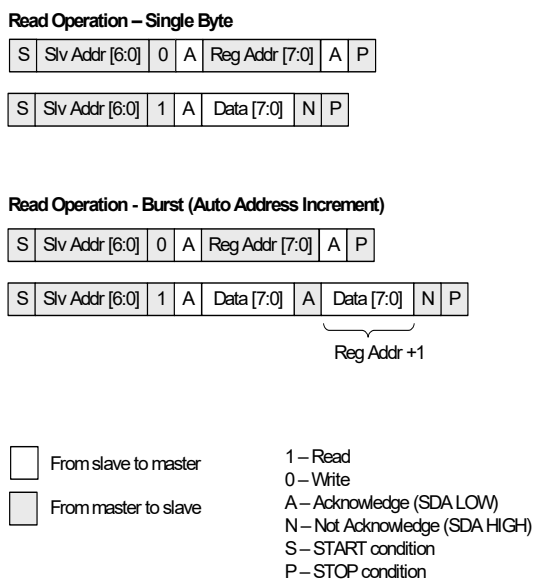 Read Operation – Single Byte
S Slv Addr [6:0] 0 A Reg Addr [7:0] A P
S Slv Addr [6:0] 1 A Data [7:0] N P
Read Operation - Burst (Auto Address Increment)
S Slv Addr [6:0] 0 A Reg Addr [7:0] A P
S Slv Addr [6:0] 1 A Data [7:0] A Data [7:0] N P
Reg Addr +1
From slave to master
From master to slave
1 – Read
0 – Write
A – Acknowledge (SDA LOW)
N – Not Acknowledge (SDA HIGH)
S – START condition
P – STOP condition